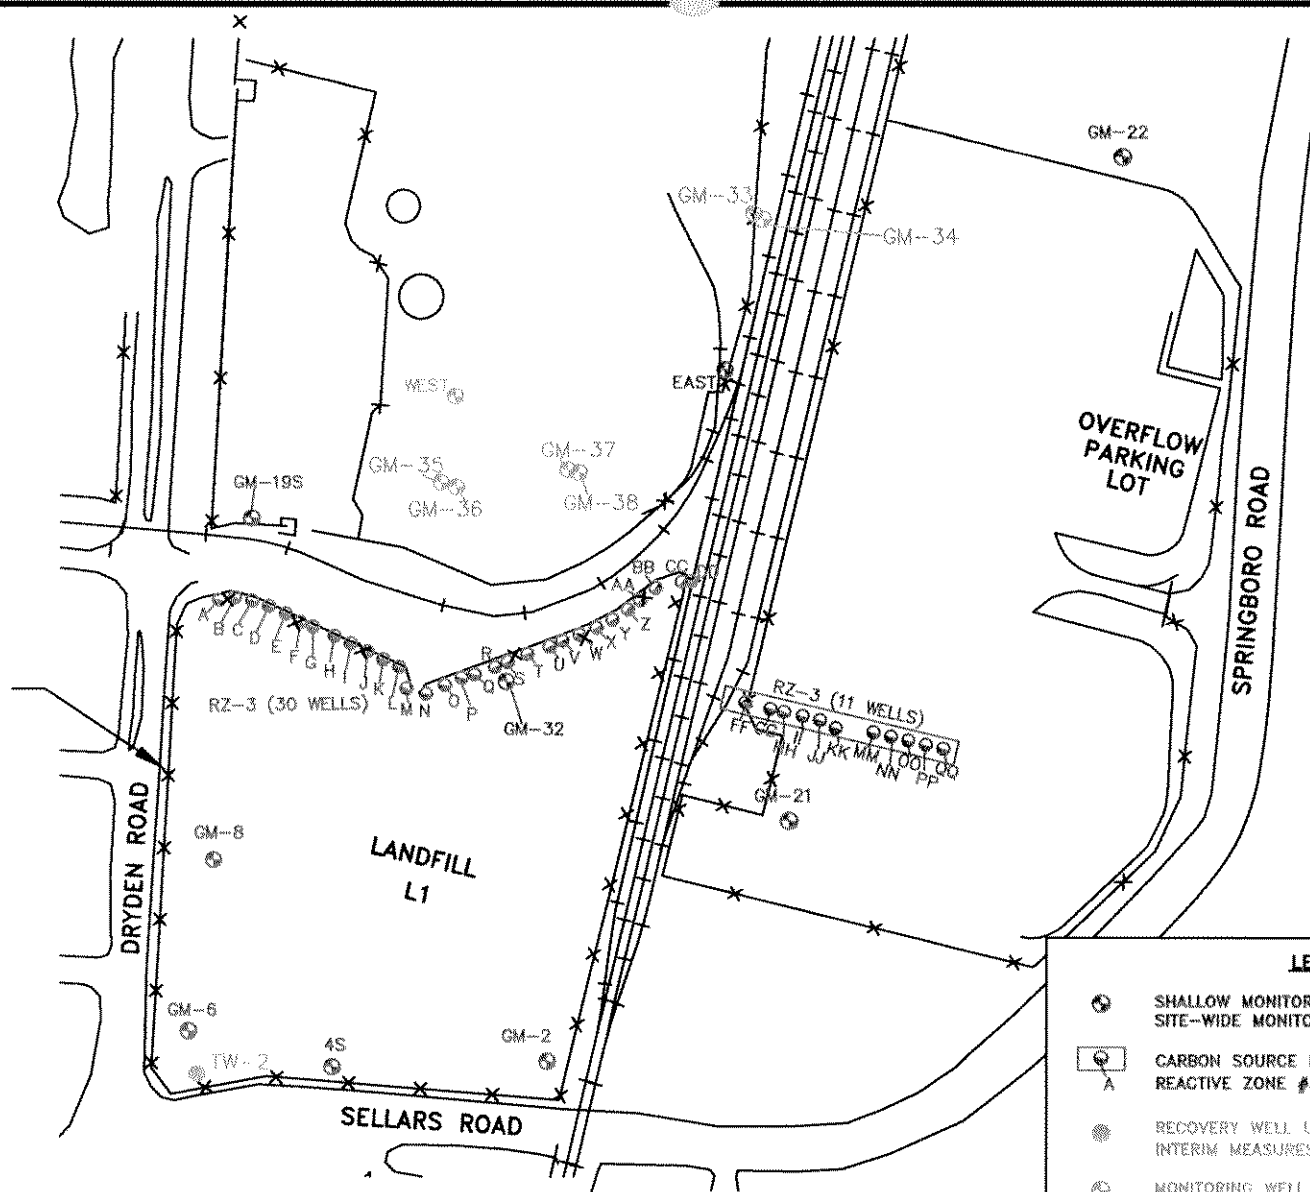 GM-22
GM-33
GM-34
EAST
WEST
OVERFLOW
PARKING
LOT
GM-37
GM-35
GM-38
GM-36
GM-19S
SPRINGBORO ROAD
BB
CC
DD
AA
A
B
C
D
E
F
G
H
I
J
K
L
M
N
O
P
Q
R
S
T
U
V
W
X
Y
Z
RZ-3 (30 WELLS)
GM-32
RZ-3 (11 WELLS)
FF
GG
HH
II
JJ
KK
MM
NN
OO
PP
QQ
GM-21
GM-8
LANDFILL
L1
DRYDEN ROAD
GM-6
TW-2
4S
GM-2
SELLARS ROAD
SHALLOW MONITOR
SITE-WIDE MONITO
CARBON SOURCE
A
REACTIVE ZONE #
RECOVERY WELL U
INTERIM MEASURES
MONITORING WELL